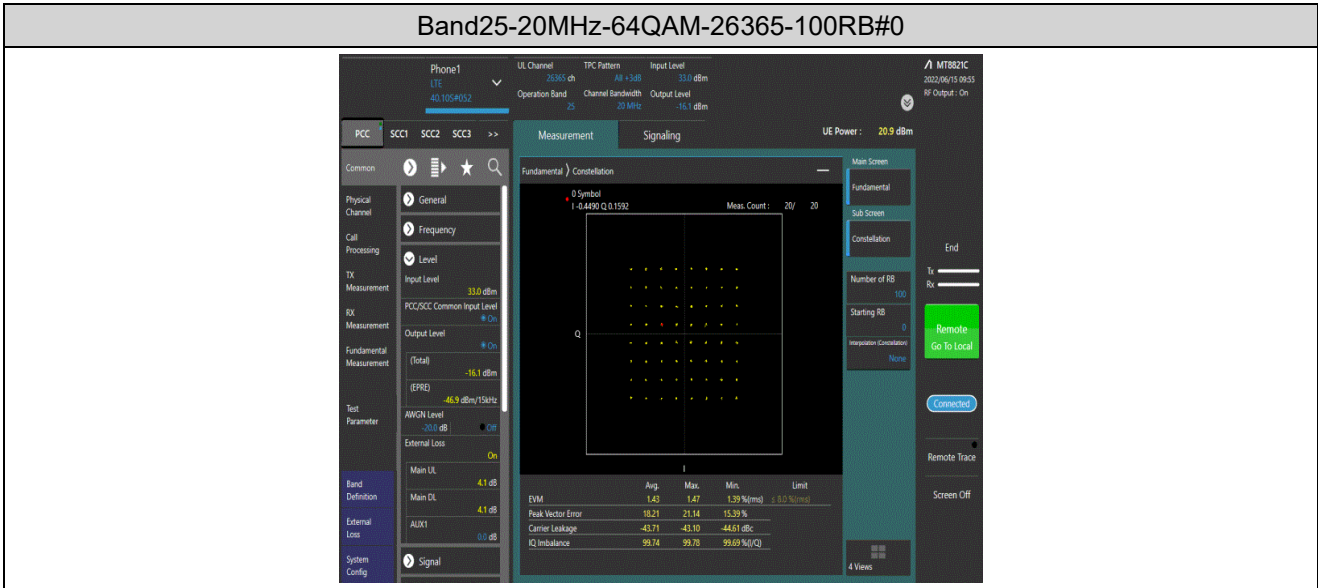 Band25-20MHz-64QAM-26365-100RB#0
Phone1
LTE
40.10S#052
UL Channel
26365 ch
TPC Pattern
All +3dB
Input Level
33.0 dBm
Operation Band
25
Channel Bandwidth
20 MHz
Output Level
-16.1 dBm
MT8821C
2022/06/15 09:55
RF Output : On
PCC SCC1 SCC2 SCC3 >>
Measurement Signaling
UE Power : 20.9 dBm
Common
Physical
Channel
Call
Processing
TX
Measurement
RX
Measurement
Fundamental
Measurement
Test
Parameter
Band
Definition
External
Loss
System
Config
General
Frequency
Level
Input Level
33.0 dBm
PCC/SCC Common Input Level
On
Output Level
On
(Total)
-16.1 dBm
(EPRE)
-46.9 dBm/15kHz
AWGN Level
-20.0 dB Off
External Loss
On
Main UL
4.1 dB
Main DL
4.1 dB
AUX1
0.0 dB
Signal
Fundamental ⟩ Constellation
0 Symbol
I -0.4490 Q 0.1592
Meas. Count : 20/ 20
Q
I
Avg. Max. Min. Limit
EVM 1.43 1.47 1.39 %(rms) ≤ 8.0 %(rms)
Peak Vector Error 18.21 21.14 15.39 %
Carrier Leakage -43.71 -43.10 -44.61 dBc
IQ Imbalance 99.74 99.78 99.69 %(I/Q)
Main Screen
Fundamental
Sub Screen
Constellation
Number of RB
100
Starting RB
0
Interpolation (Constellation)
None
4 Views
End
Tx
Rx
Remote
Go To Local
Connected
Remote Trace
Screen Off